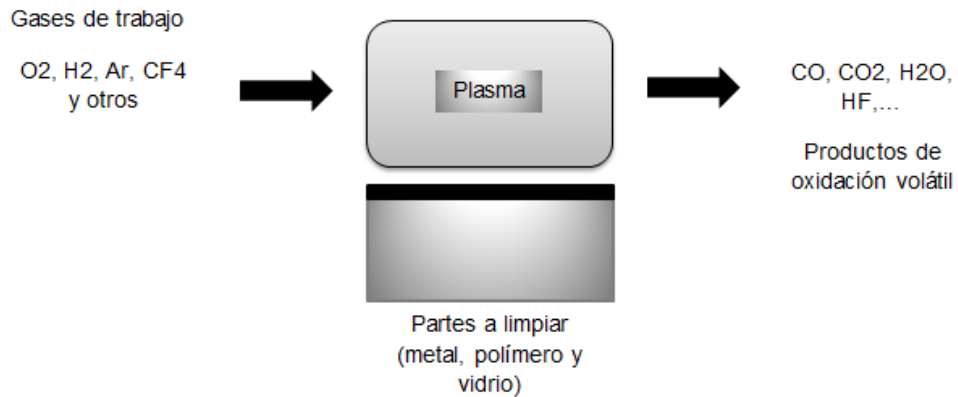 Gases de trabajo
O2, H2, Ar, CF4
y otros
Plasma
CO, CO2, H2O,
HF,...
Productos de
oxidación volátil
Partes a limpiar
(metal, polímero y
vidrio)